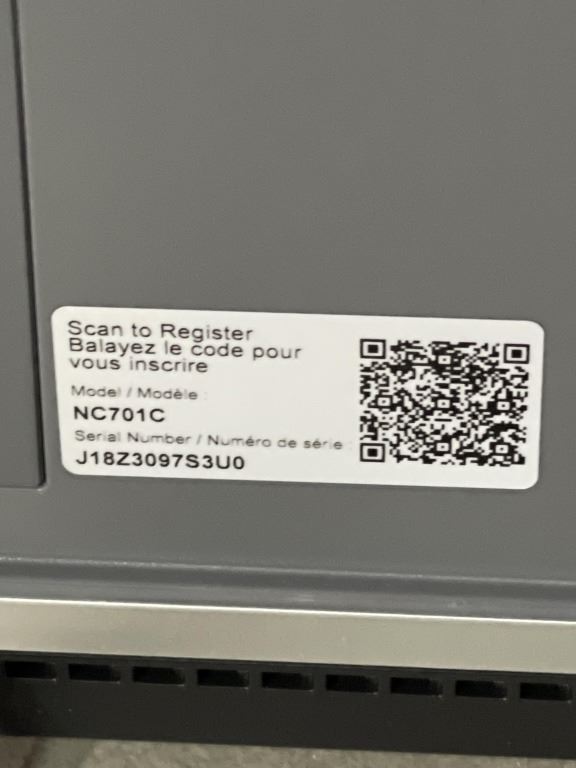 Scan to Register
Balayez le code pour
vous inscrire
Model / Modèle :
NC701C
Serial Number / Numéro de série :
J18Z3097S3U0